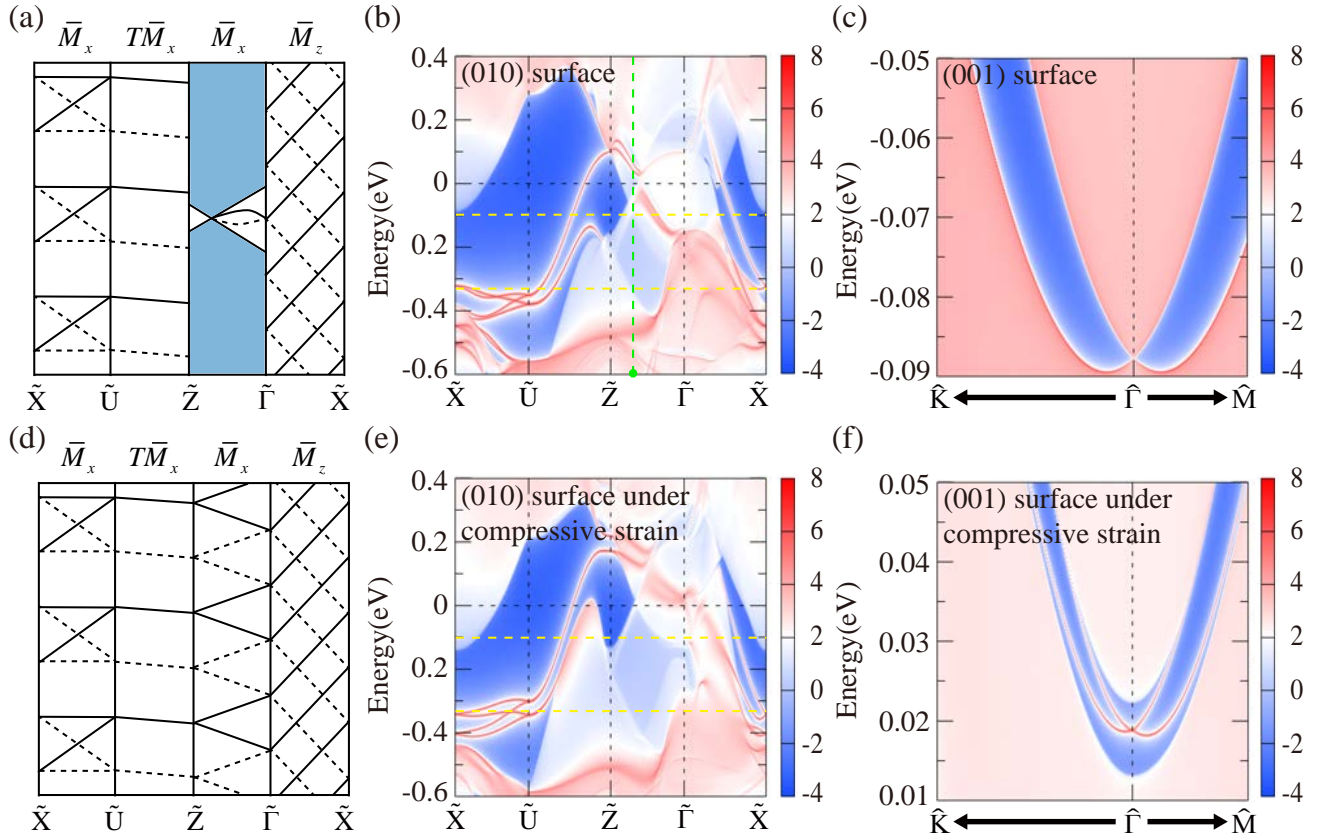 (a)
M̄x TM̄x M̄x M̄z
X̃ Ũ Z̃ Γ̃ X̃
(b)
(010) surface
Energy(eV)
0.4
0.2
0
0.2
-0.4
-0.6
X̃ Ũ Z̃ Γ̃ X̃
8
6
4
2
0
-2
-4
(c)
(001) surface
Energy(eV)
-0.05
-0.06
-0.07
-0.08
-0.09
K̂ Γ̂ M̂
8
6
4
2
0
-2
-4
(d)
M̄x TM̄x M̄x M̄z
X̃ Ũ Z̃ Γ̃ X̃
(e)
(010) surface under
compressive strain
Energy(eV)
0.4
0.2
0
0.2
-0.4
-0.6
X̃ Ũ Z̃ Γ̃ X̃
8
6
4
2
0
-2
-4
(f)
(001) surface under
compressive strain
Energy(eV)
0.05
0.04
0.03
0.02
0.01
K̂ Γ̂ M̂
8
6
4
2
0
-2
-4